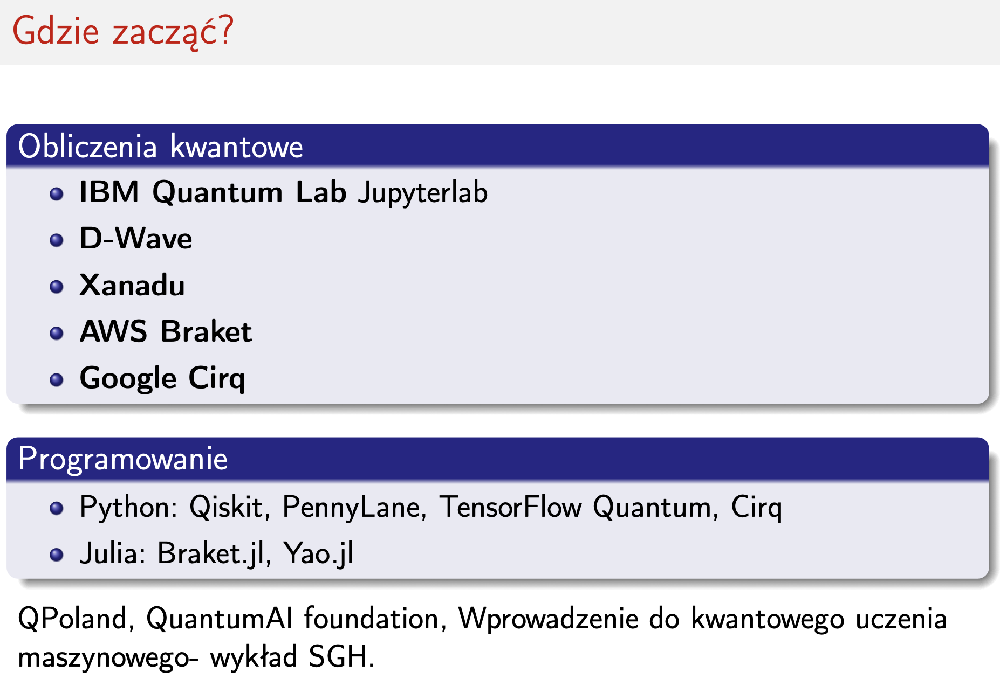 Gdzie zacząć?
Obliczenia kwantowe
IBM Quantum Lab Jupyterlab
D-Wave
Xanadu
AWS Braket
Google Cirq
Programowanie
Python: Qiskit, PennyLane, TensorFlow Quantum, Cirq
Julia: Braket.jl, Yao.jl
QPoland, QuantumAI foundation, Wprowadzenie do kwantowego uczenia
maszynowego- wykład SGH.